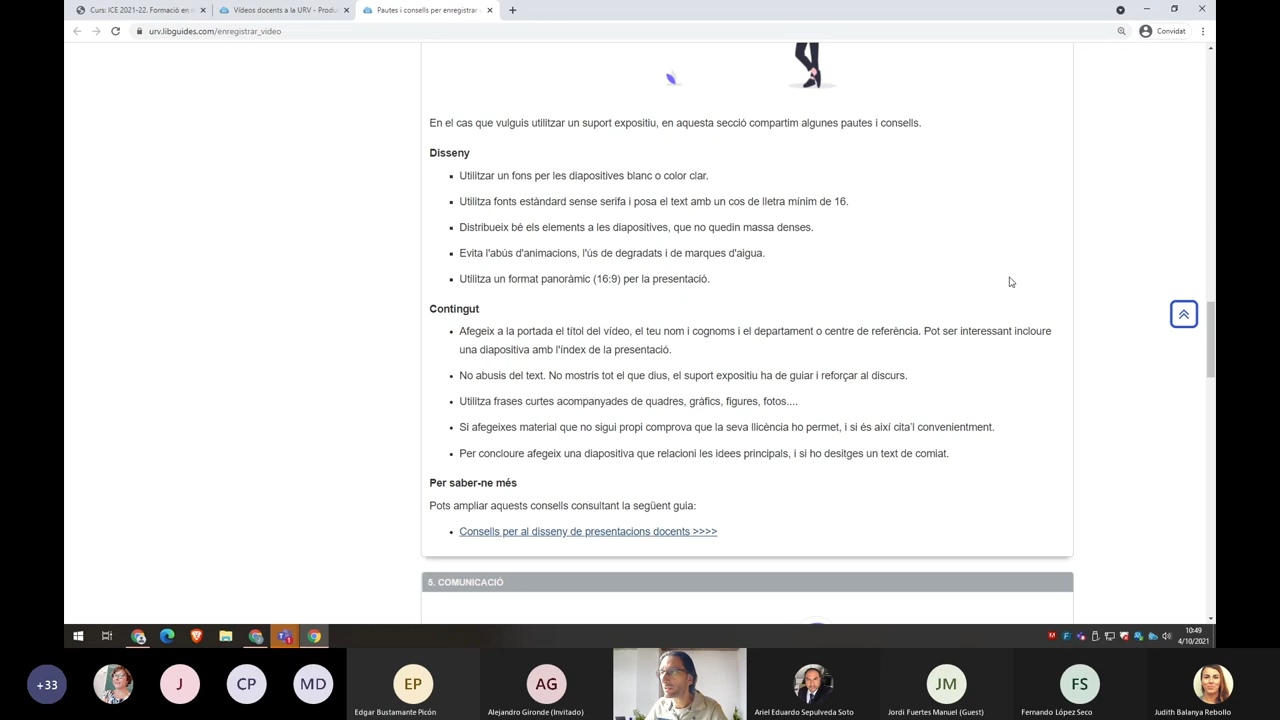 Curs: ICE 2021-22. Formació en
Vídeos docents a la URV - Produ
Pautes i consells per enregistrar
urv.libguides.com/enregistrar_video
Convidat
En el cas que vulguis utilitzar un suport expositiu, en aquesta secció compartim algunes pautes i consells.
Disseny
Utilitzar un fons per les diapositives blanc o color clar.
Utilitza fonts estàndard sense serifa i posa el text amb un cos de lletra mínim de 16.
Distribueix bé els elements a les diapositives, que no quedin massa denses.
Evita l'abús d'animacions, l'ús de degradats i de marques d'aigua.
Utilitza un format panoràmic (16:9) per la presentació.
Contingut
Afegeix a la portada el títol del vídeo, el teu nom i cognoms i el departament o centre de referència. Pot ser interessant incloure
una diapositiva amb l'índex de la presentació.
No abusis del text. No mostris tot el que dius, el suport expositiu ha de guiar i reforçar al discurs.
Utilitza frases curtes acompanyades de quadres, gràfics, figures, fotos....
Si afegeixes material que no sigui propi comprova que la seva llicència ho permet, i si és així cita'l convenientment.
Per concloure afegeix una diapositiva que relacioni les idees principals, i si ho desitges un text de comiat.
Per saber-ne més
Pots ampliar aquests consells consultant la següent guia:
Consells per al disseny de presentacions docents >>>>
5. COMUNICACIÓ
10:49
4/10/2021
+33
J
CP
MD
EP
AG
JM
FS
Edgar Bustamante Picón
Alejandro Gironde (Invitado)
Ariel Eduardo Sepulveda Soto
Jordi Fuertes Manuel (Guest)
Fernando López Seco
Judith Balanya Rebollo